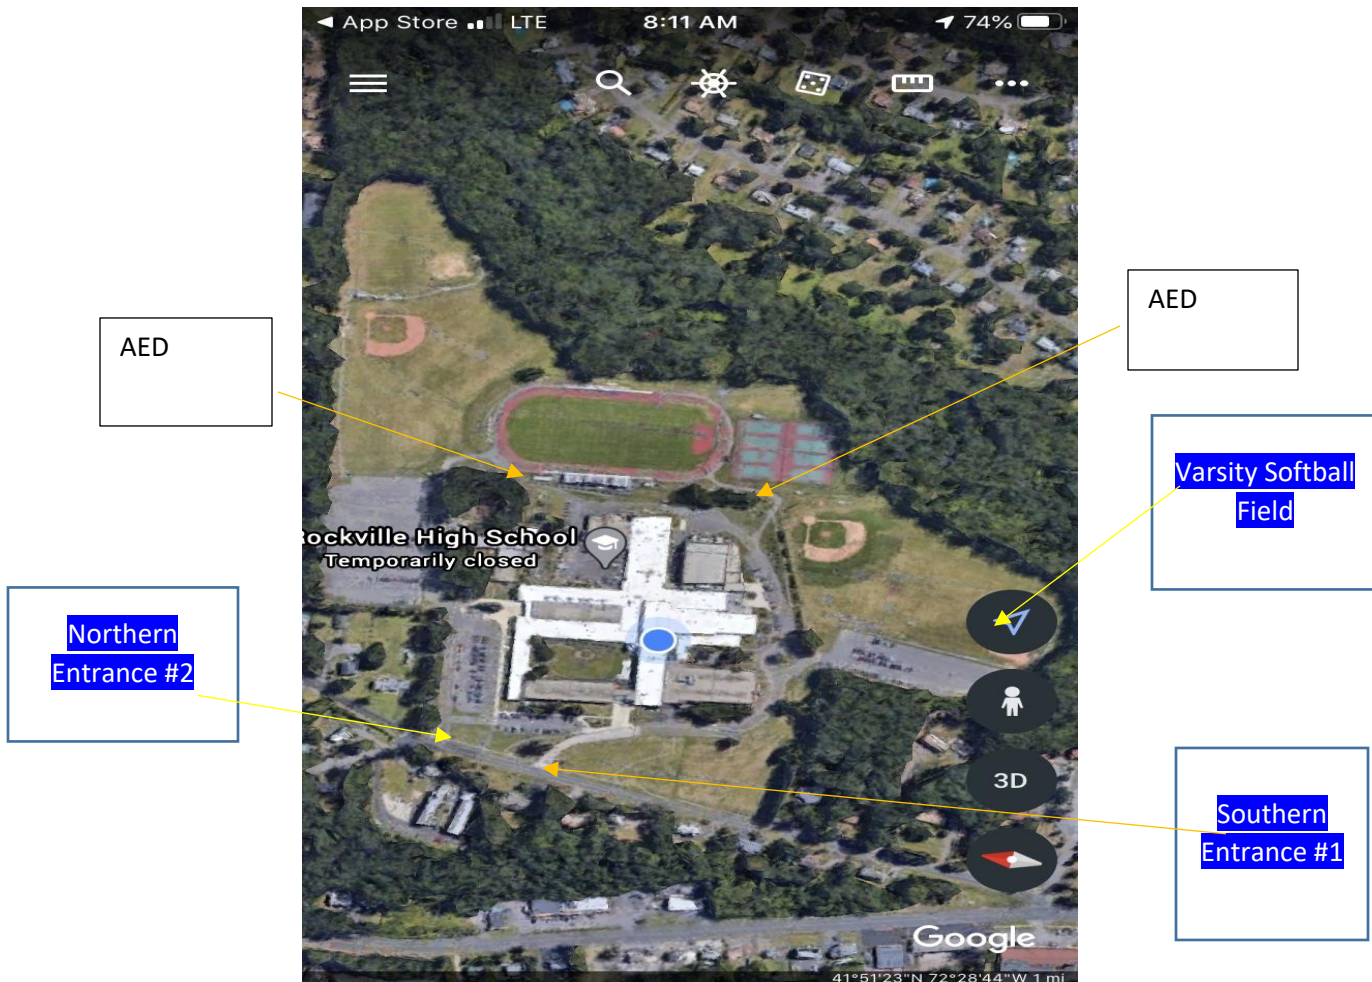 App Store LTE 8:11 AM 74%
AED
AED
Varsity Softball
Field
Rockville High School
Temporarily closed
Northern
Entrance #2
3D
Southern
Entrance #1
Google
41°51'23"N 72°28'44"W 1 mi